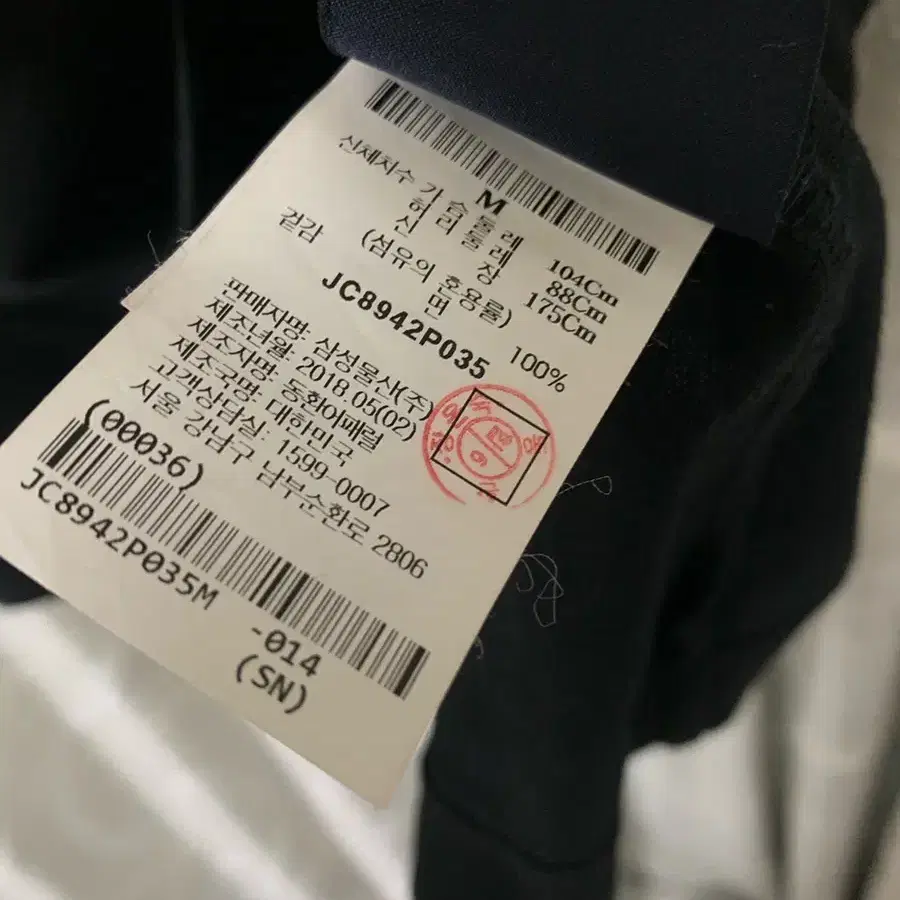 M
신체치수 가슴둘레 104Cm
허리둘레 88Cm
신장 175Cm
겉감 (섬유의 혼용률)
면 100%
JC8942P035
판매자명: 삼성물산(주)
제조년월: 2018.05(02)
제조자명: 동화어패럴
제조국명: 대한민국
고객상담실: 1599-0007
서울 강남구 남부순환로 2806
(00036)
JC8942P035M
-014
(SN)